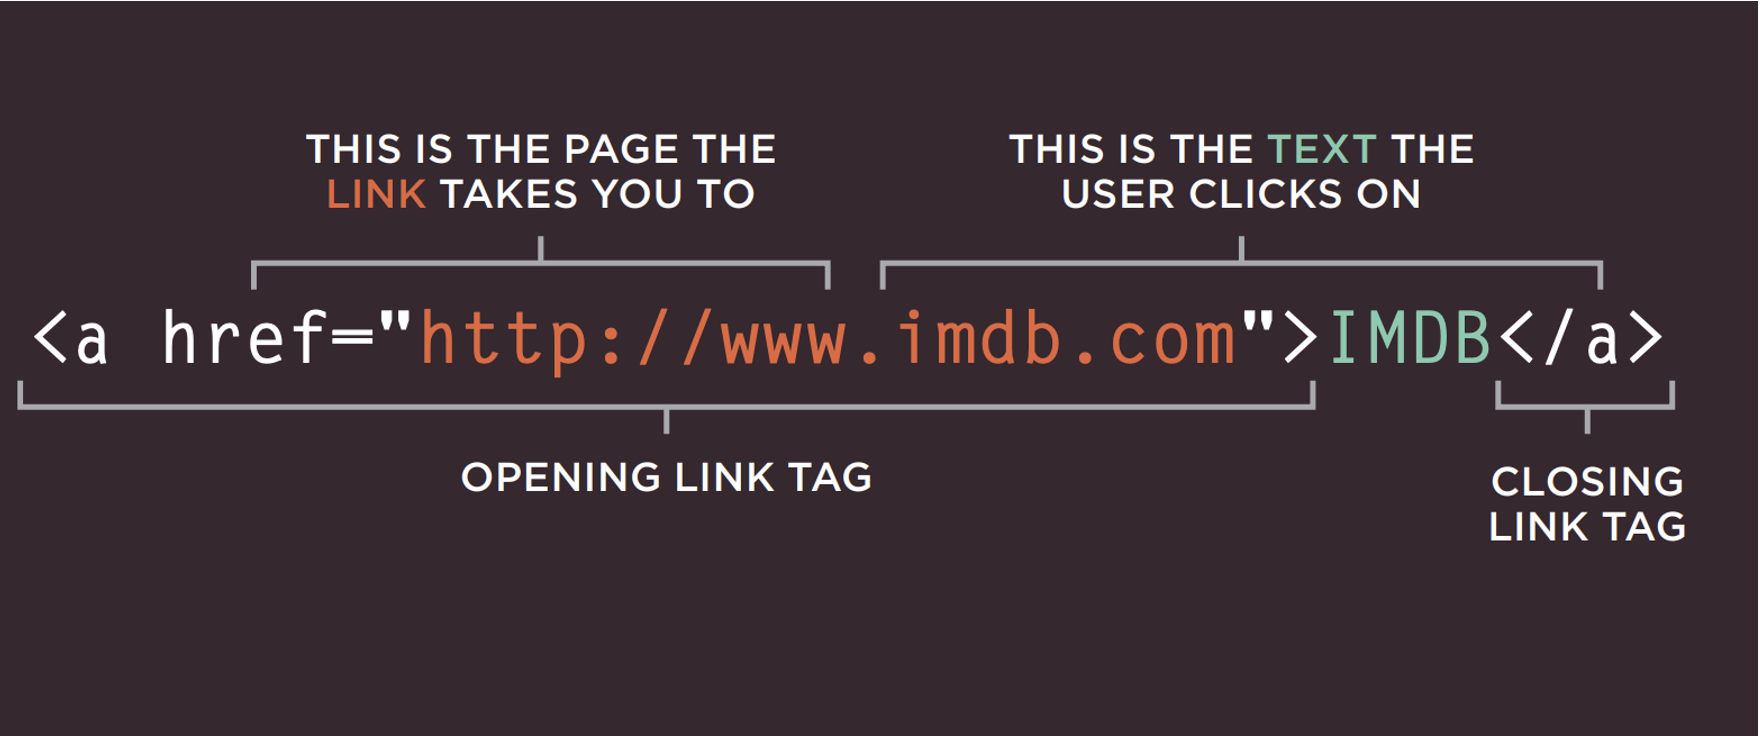 THIS IS THE PAGE THE
LINK TAKES YOU TO
THIS IS THE TEXT THE
USER CLICKS ON
<a href="http://www.imdb.com">IMDB</a>
OPENING LINK TAG
CLOSING
LINK TAG